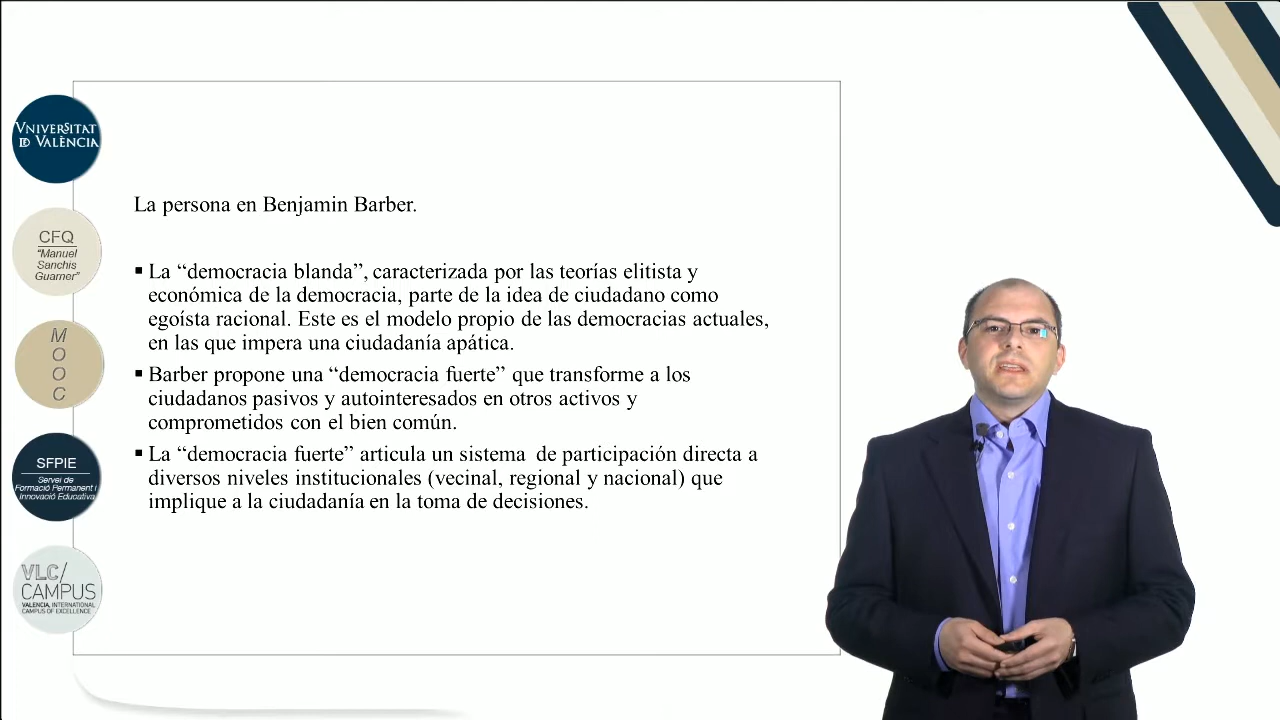 VNIVERSITAT
ID VALÈNCIA
CFQ
“Manuel
Sanchis
Guarner”
M
O
O
C
SFPIE
Servei de
Formació Permanent i
Innovació Educativa
VLC/
CAMPUS
VALENCIA, INTERNATIONAL
CAMPUS OF EXCELLENCE
La persona en Benjamin Barber.
▪ La “democracia blanda”, caracterizada por las teorías elitista y
económica de la democracia, parte de la idea de ciudadano como
egoísta racional. Este es el modelo propio de las democracias actuales,
en las que impera una ciudadanía apática.
▪ Barber propone una “democracia fuerte” que transforme a los
ciudadanos pasivos y autointeresados en otros activos y
comprometidos con el bien común.
▪ La “democracia fuerte” articula un sistema de participación directa a
diversos niveles institucionales (vecinal, regional y nacional) que
implique a la ciudadanía en la toma de decisiones.